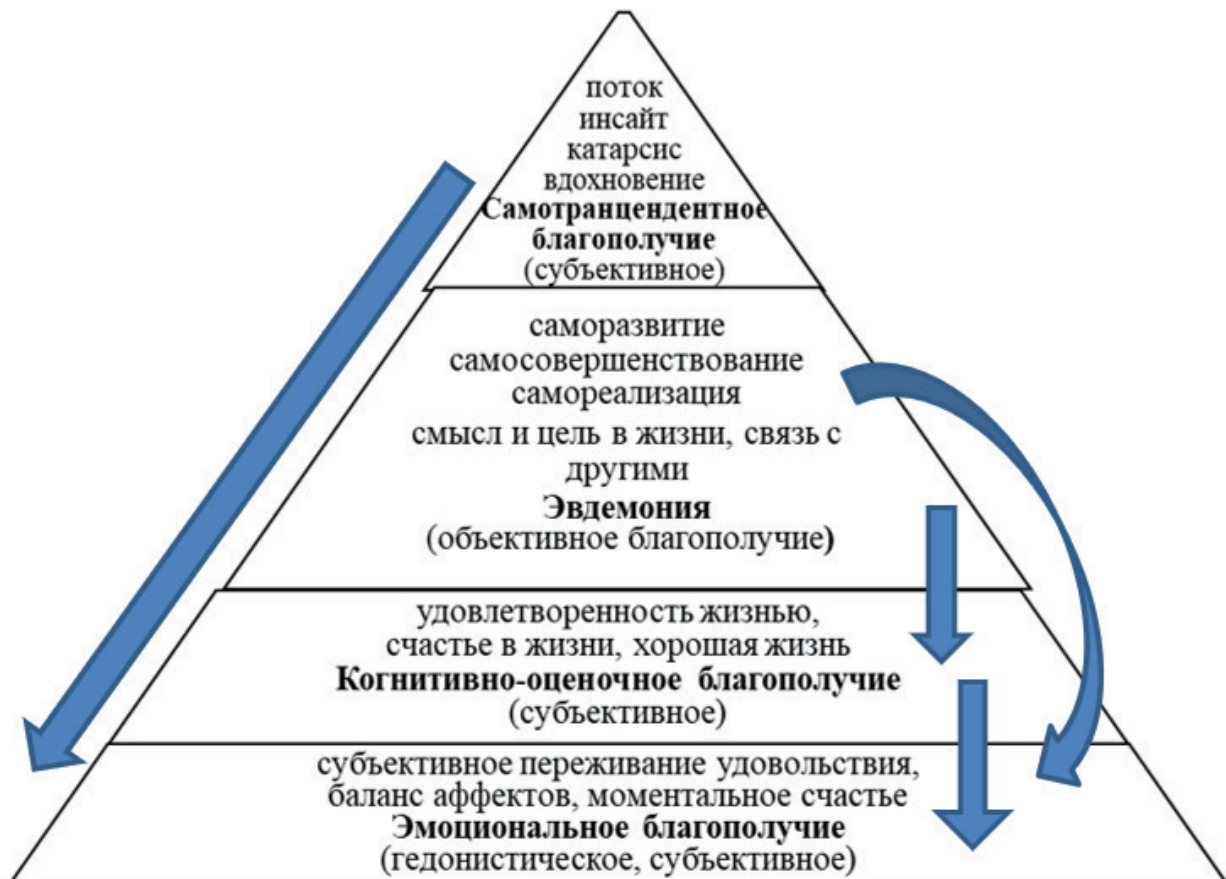 поток
инсайт
катарсис
вдохновение
Самотранцендентное
благополучие
(субъективное)
саморазвитие
самосовершенствование
самореализация
смысл и цель в жизни, связь с
другими
Эвдемония
(объективное благополучие)
удовлетворенность жизнью,
счастье в жизни, хорошая жизнь
Когнитивно-оценочное благополучие
(субъективное)
субъективное переживание удовольствия,
баланс аффектов, моментальное счастье
Эмоциональное благополучие
(гедонистическое, субъективное)